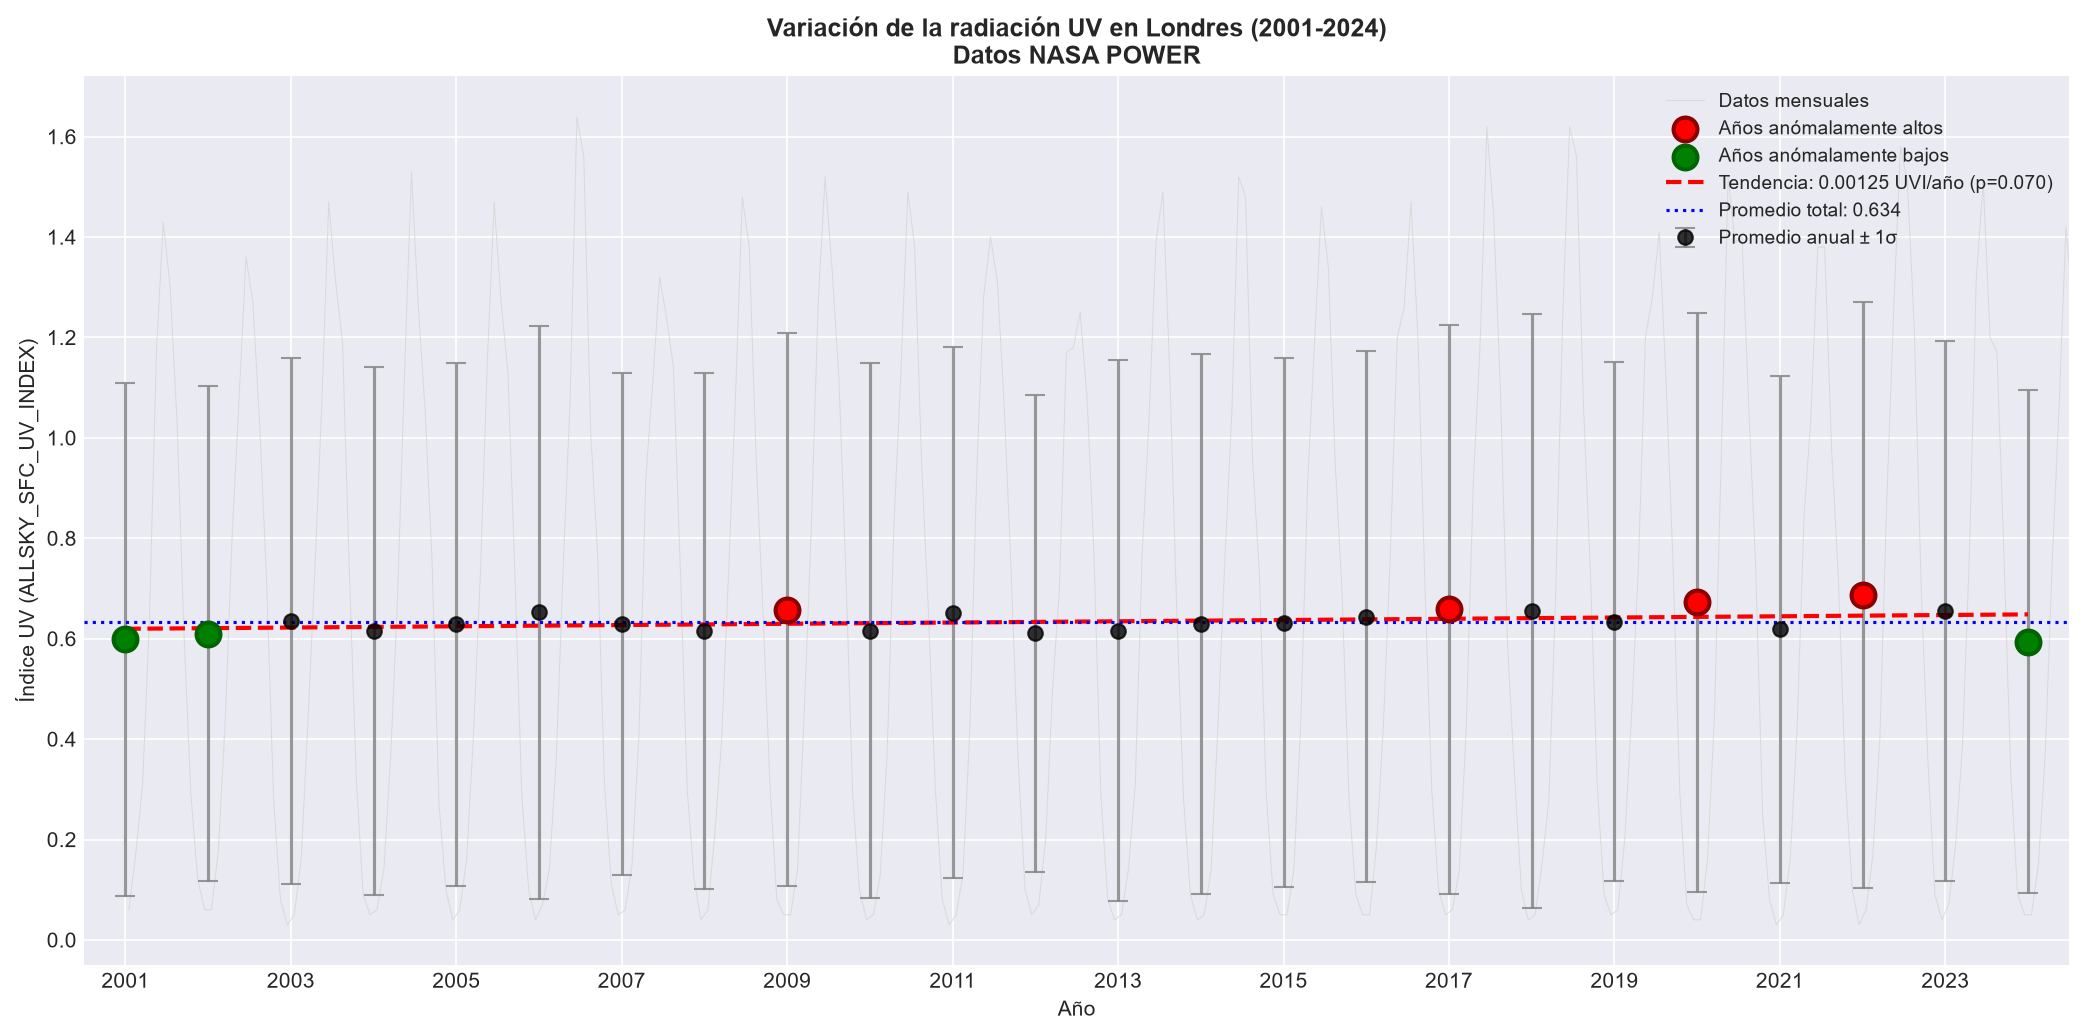 Variación de la radiación UV en Londres (2001-2024)
Datos NASA POWER
Datos mensuales
Años anómalamente altos
Años anómalamente bajos
Tendencia: 0.00125 UVI/año (p=0.070)
Promedio total: 0.634
Promedio anual ± 1σ
Índice UV (ALLSKY_SFC_UV_INDEX)
1.6
1.4
1.2
1.0
0.8
0.6
0.4
0.2
0.0
2001 2003 2005 2007 2009 2011 2013 2015 2017 2019 2021 2023
Año